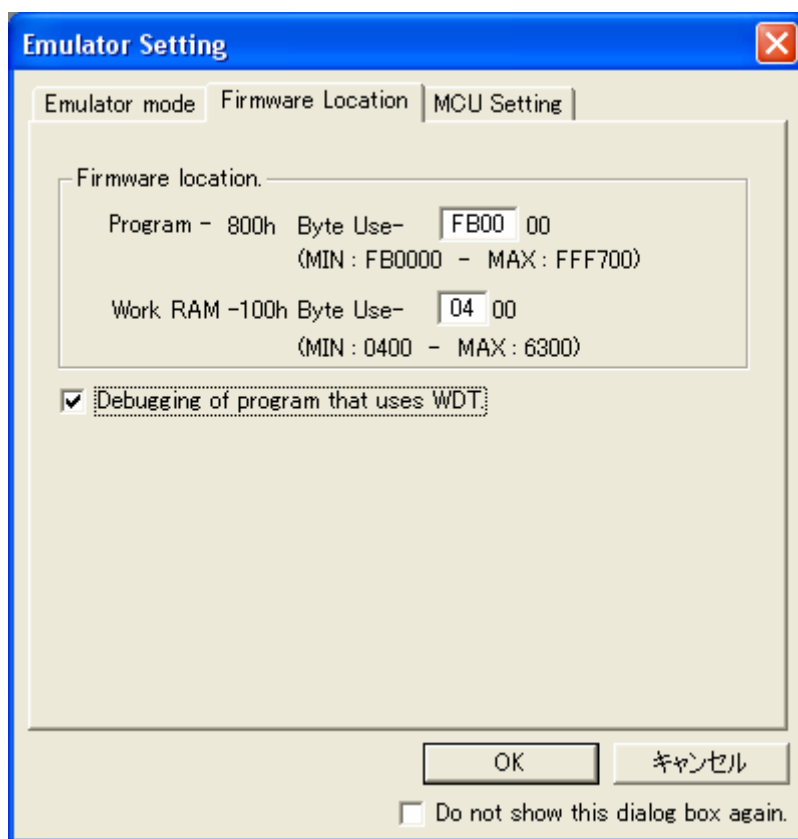 Emulator Setting
Emulator mode Firmware Location MCU Setting
Firmware location.
Program - 800h Byte Use- FB00 00
(MIN : FB0000 - MAX : FFF700)
Work RAM -100h Byte Use- 04 00
(MIN : 0400 - MAX : 6300)
Debugging of program that uses WDT.
OK キャンセル
Do not show this dialog box again.